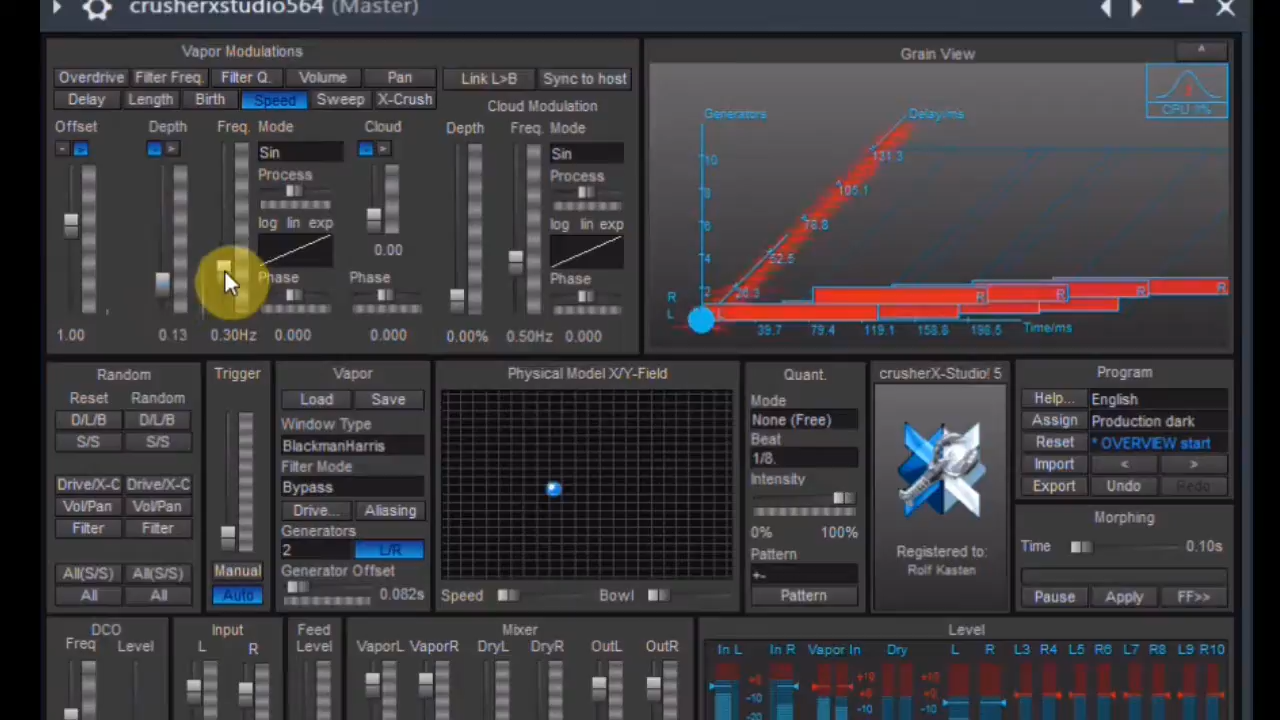 crusherxstudio564 (Master)
Vapor Modulations
Overdrive Filter Freq. Filter Q. Volume Pan Link L>B Sync to host
Delay Length Birth Speed Sweep X-Crush
Cloud Modulation
Offset Depth Freq. Mode Cloud Depth Freq. Mode
- >
Sin Sin
Process Process
log lin exp log lin exp
0.00
Phase Phase Phase
1.00 0.13 0.30Hz 0.000 0.000 0.00% 0.50Hz 0.000
Grain View
^
CPU 1%
Generators Delay/ms
10
8
6
4
2
131.3
105.1
78.8
52.5
26.3
R
L
R R R R
39.7 79.4 119.1 158.8 198.5 Time/ms
Random
Reset Random
D/L/B D/L/B
S/S S/S
Drive/X-C Drive/X-C
Vol/Pan Vol/Pan
Filter Filter
All(S/S) All(S/S)
All All
Trigger
Manual
Auto
Vapor
Load Save
Window Type
BlackmanHarris
Filter Mode
Bypass
Drive... Aliasing
Generators
2 L/R
Generator Offset
0.082s
Physical Model X/Y-Field
Speed Bowl
Quant.
Mode
None (Free)
Beat
1/8.
Intensity
0% 100%
Pattern
+-
Pattern
crusherX-Studio! 5
Registered to:
Rolf Kasten
Program
Help... English
Assign Production dark
Reset * OVERVIEW start
Import < >
Export Undo Redo
Morphing
Time 0.10s
Pause Apply FF>>
DCO
Freq Level
Input
L R
Feed
Level
Mixer
VaporL VaporR DryL DryR OutL OutR
Level
In L In R Vapor In Dry L R L3 R4 L5 R6 L7 R8 L9 R10